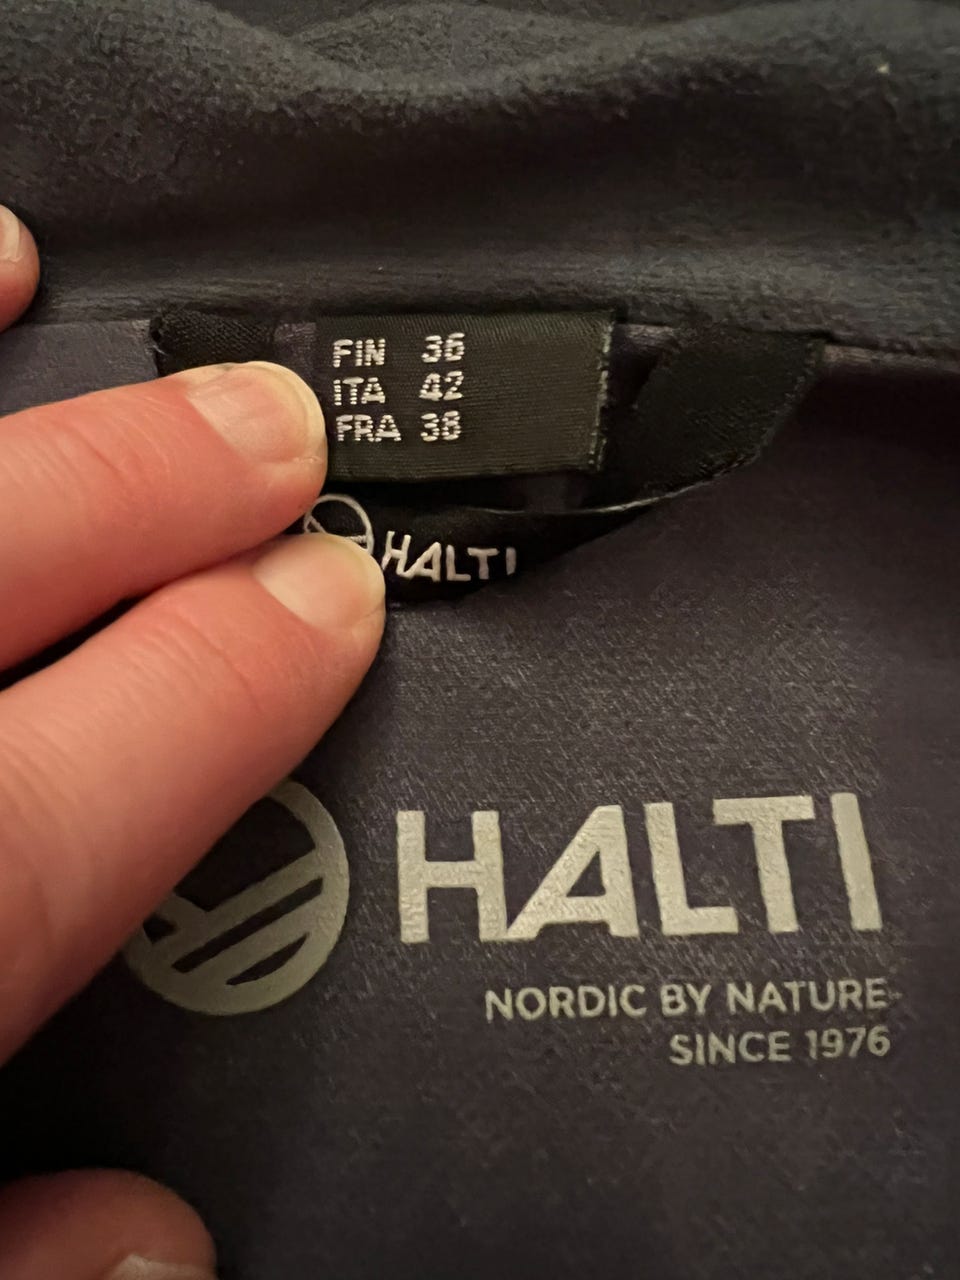 FIN 36
ITA 42
FRA 38
HALTI
HALTI
NORDIC BY NATURE
SINCE 1976